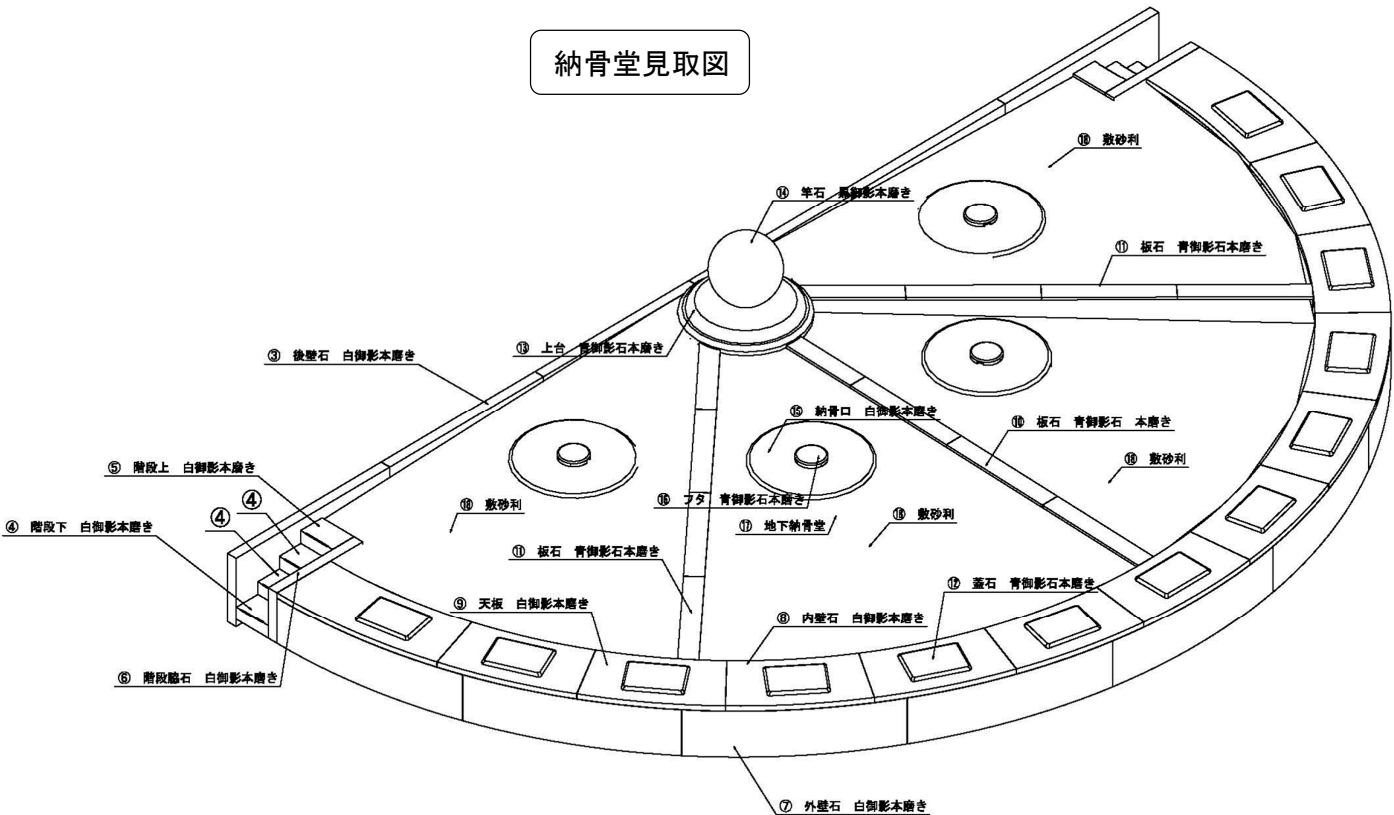 納骨堂見取図
⑱ 敷砂利
⑭ 竿石 黒御影本磨き
⑪ 板石 青御影石本磨き
⑬ 上台 青御影石本磨き
③ 後壁石 白御影本磨き
⑮ 納骨口 白御影本磨き
⑩ 板石 青御影石 本磨き
⑤ 階段上 白御影本磨き
⑱ 敷砂利
④
④
④ 階段下 白御影本磨き
⑯ フタ 青御影石本磨き
⑱ 敷砂利
⑱ 敷砂利
⑰ 地下納骨堂
⑪ 板石 青御影石本磨き
⑫ 蓋石 青御影石本磨き
⑨ 天板 白御影本磨き
⑧ 内壁石 白御影本磨き
⑥ 階段脇石 白御影本磨き
⑦ 外壁石 白御影本磨き